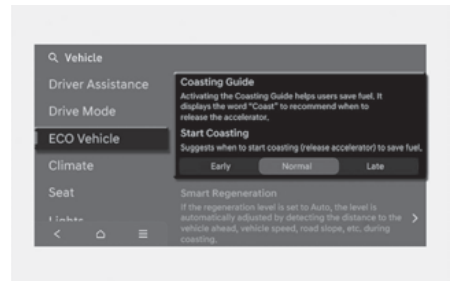 Vehicle
Driver Assistance
Drive Mode
ECO Vehicle
Climate
Seat
Lights
Coasting Guide
Activating the Coasting Guide helps users save fuel. It
displays the word "Coast" to recommend when to
release the accelerator.
Start Coasting
Suggests when to start coasting (release accelerator) to save fuel.
Early Normal Late
Smart Regeneration
If the regeneration level is set to Auto, the level is
automatically adjusted by detecting the distance to the
vehicle ahead, vehicle speed, road slope, etc. during
coasting.